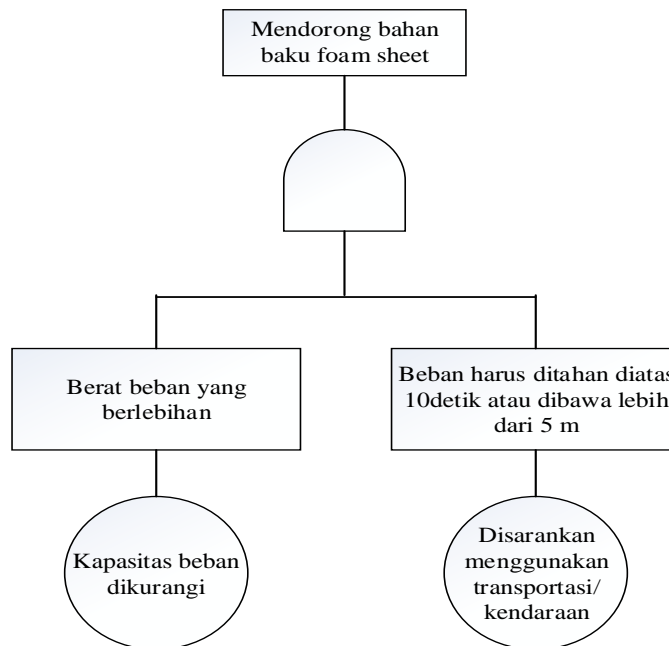 Mendorong bahan
baku foam sheet
Berat beban yang
berlebihan
Beban harus ditahan diatas
10detik atau dibawa lebih
dari 5 m
Kapasitas beban
dikurangi
Disarankan
menggunakan
transportasi/
kendaraan